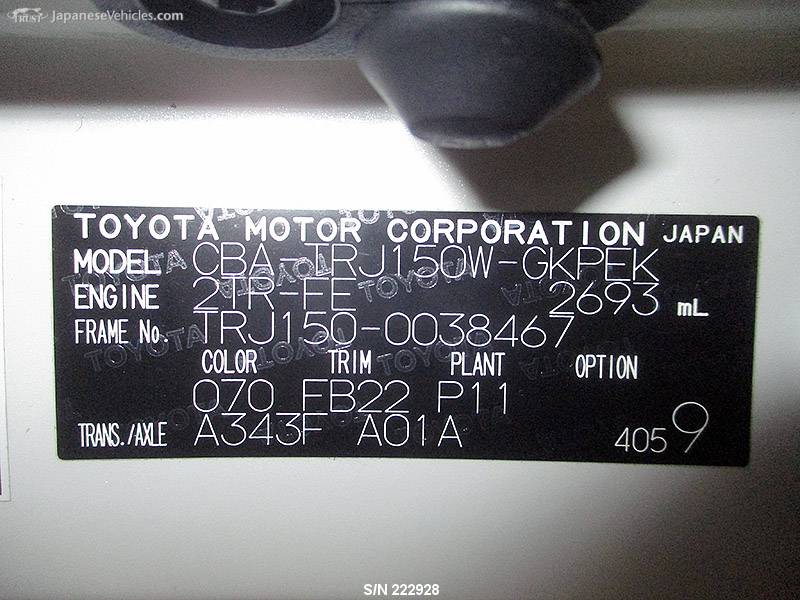 TRUST JapaneseVehicles.com
TOYOTA MOTOR CORPORATION JAPAN
MODEL CBA-TRJ150W-GKPEK
ENGINE 2TR-FE 2693 mL
FRAME No. TRJ150-0038467
COLOR TRIM PLANT OPTION
070 FB22 P11
TRANS./AXLE A343F A01A 4059
S/N 222928